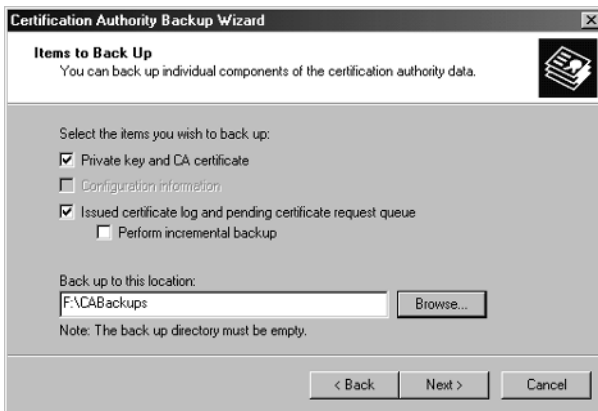 Certification Authority Backup Wizard
Items to Back Up
You can back up individual components of the certification authority data.
Select the items you wish to back up:
Private key and CA certificate
Configuration information
Issued certificate log and pending certificate request queue
Perform incremental backup
Back up to this location:
F:\CABackups
Browse...
Note: The back up directory must be empty.
< Back
Next >
Cancel